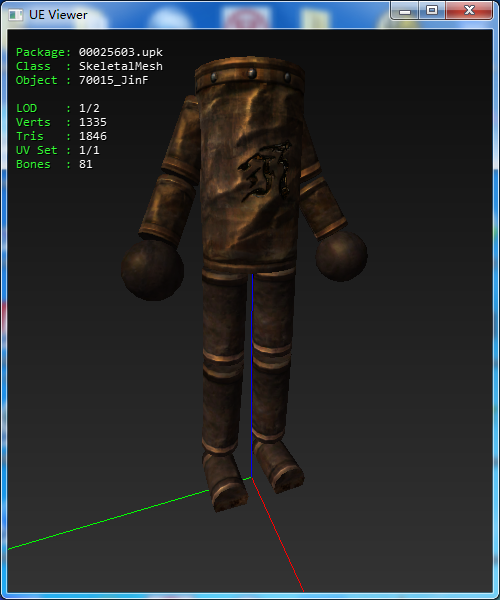 UE Viewer
Package: 00025603.upk
Class : SkeletalMesh
Object : 70015_JinF
LOD : 1/2
Verts : 1335
Tris : 1846
UV Set : 1/1
Bones : 81